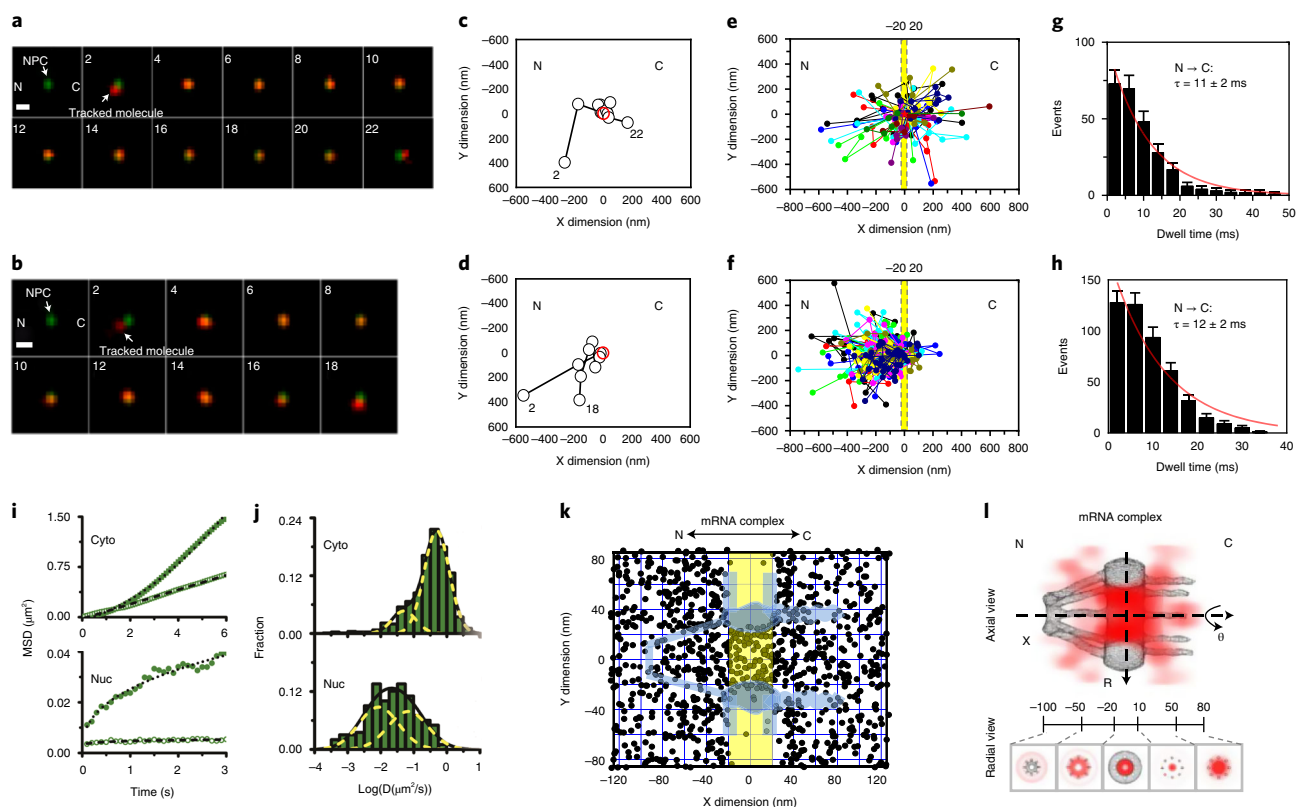 a
NPC
N
C
2
4
6
8
10
Tracked molecule
12
14
16
18
20
22
b
NPC
N
C
2
4
6
8
Tracked molecule
10
12
14
16
18
c
−600
−400
−200
0
200
400
600
Y dimension (nm)
N
C
2
22
−600 −400 −200 0 200 400 600
X dimension (nm)
d
−600
−400
−200
0
200
400
600
Y dimension (nm)
N
C
2
18
−600 −400 −200 0 200 400 600
X dimension (nm)
e
−20 20
600
400
200
0
−200
−400
−600
Y dimension (nm)
N
C
−800 −600 −400 −200 0 200 400 600 800
X dimension (nm)
f
−20 20
600
400
200
0
−200
−400
−600
Y dimension (nm)
N
C
−800 −600 −400 −200 0 200 400 600 800
X dimension (nm)
g
100
50
0
Events
N → C:
τ = 11 ± 2 ms
0 10 20 30 40 50
Dwell time (ms)
h
150
100
50
0
Events
N → C:
τ = 12 ± 2 ms
0 10 20 30 40
Dwell time (ms)
i
1.50
0.75
0.00
Cyto
0 2 4 6
MSD (μm²)
0.04
0.02
0.00
Nuc
0 1 2 3
Time (s)
j
0.24
0.12
0.00
Cyto
Fraction
0.12
0.00
Nuc
−4 −3 −2 −1 0 1
Log(D(μm²/s))
k
mRNA complex
N
C
80
40
0
−40
−80
Y dimension (nm)
−120 −80 −40 0 40 80 120
X dimension (nm)
l
mRNA complex
N
C
Axial view
X
θ
R
−100 −50 −20 10 50 80
Radial view